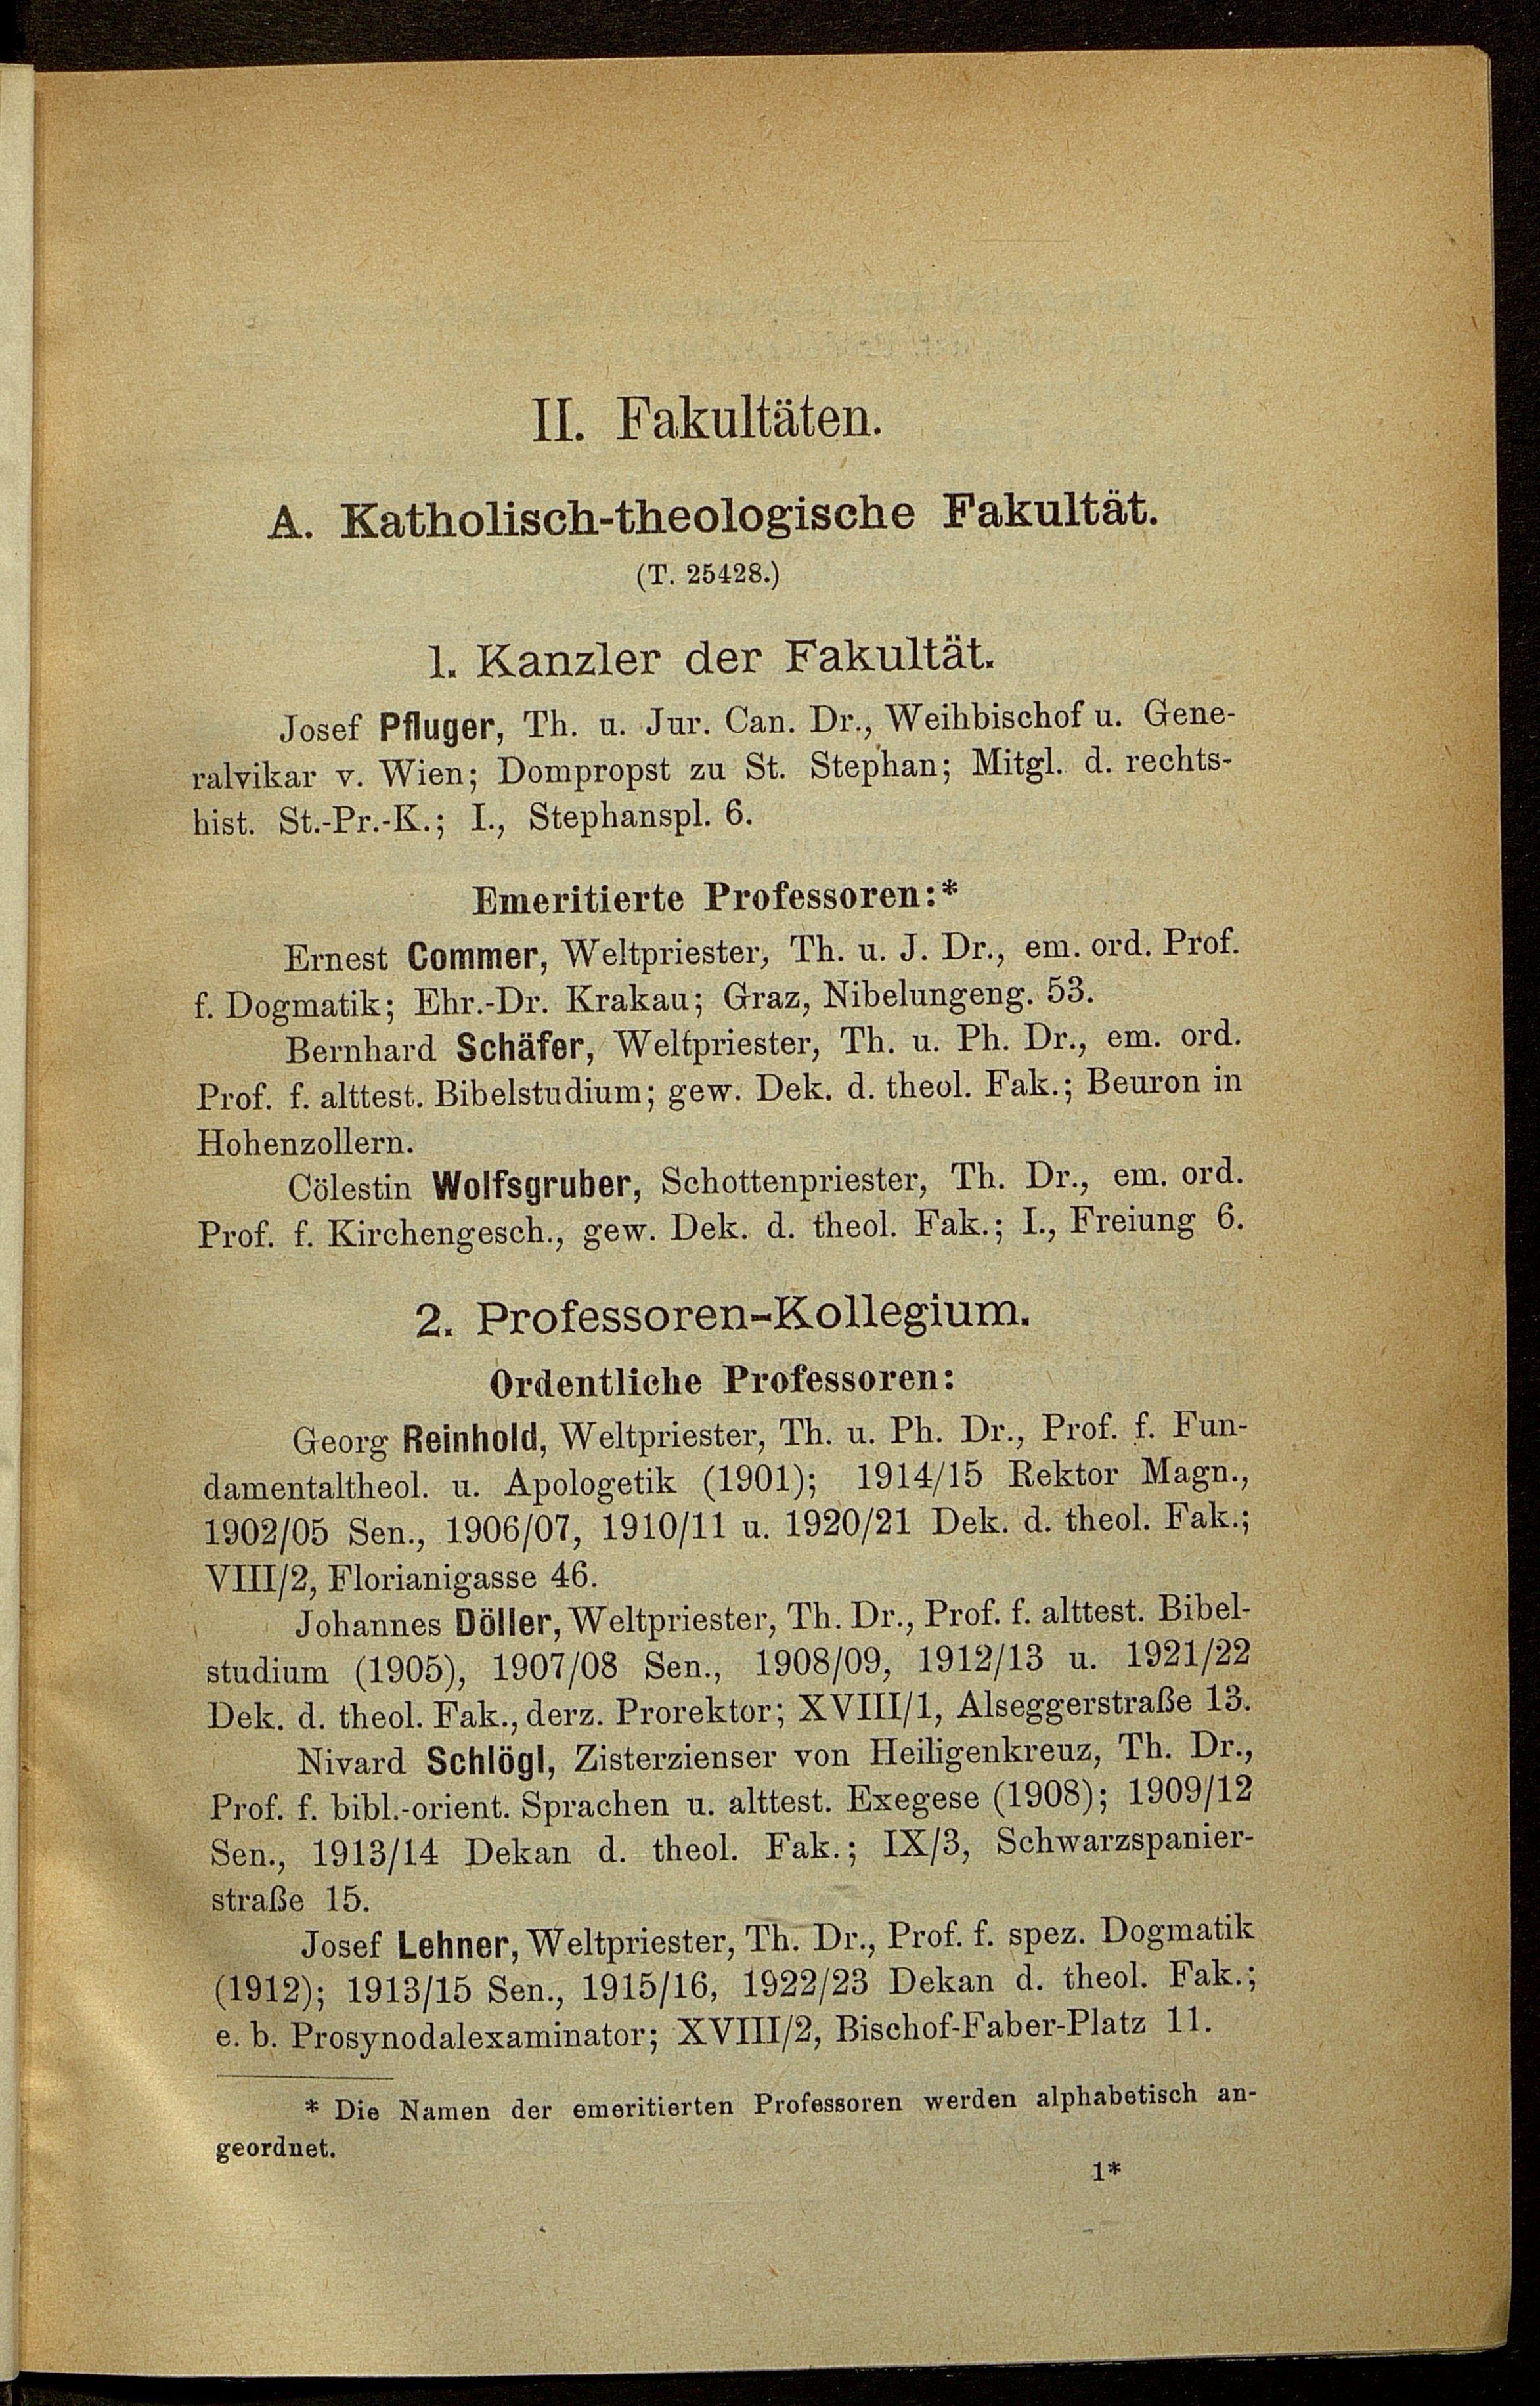 II. Fakultäten.
A. Katholisch-theologische Fakultät.
(T. 25428.)
1. Kanzler der Fakultät.
Josef Pfluger, Th. u. Jur. Can. Dr., Weihbischof u. Gene-
ralvikar v. Wien; Dompropst zu St. Stephan; Mitgl. d. rechts-
hist. St.-Pr.-K.; I., Stephanspl. 6.
Emeritierte Professoren:*
Ernest Commer, Weltpriester, Th. u. J. Dr., em. ord. Prof.
f. Dogmatik; Ehr.-Dr. Krakau; Graz, Nibelungeng. 53.
Bernhard Schäfer, Weltpriester, Th. u. Ph. Dr., em. ord.
Prof. f. alttest. Bibelstudium; gew. Dek. d. theol. Fak.; Beuron in
Hohenzollern.
Cölestin Wolfsgruber, Schottenpriester, Th. Dr., em. ord.
Prof. f. Kirchengesch., gew. Dek. d. theol. Fak.; I., Freiung 6.
2. Professoren-Kollegium.
Ordentliche Professoren:
Georg Reinhold, Weltpriester, Th. u. Ph. Dr., Prof. f. Fun-
damentaltheol. u. Apologetik (1901); 1914/15 Rektor Magn.,
1902/05 Sen., 1906/07, 1910/11 u. 1920/21 Dek. d. theol. Fak.;
VIII/2, Florianigasse 46.
Johannes Döller, Weltpriester, Th. Dr., Prof. f. alttest. Bibel-
studium (1905), 1907/08 Sen., 1908/09, 1912/13 u. 1921/22
Dek. d. theol. Fak., derz. Prorektor; XVIII/1, Alseggerstraße 13.
Nivard Schlögl, Zisterzienser von Heiligenkreuz, Th. Dr.,
Prof. f. bibl.-orient. Sprachen u. alttest. Exegese (1908); 1909/12
Sen., 1913/14 Dekan d. theol. Fak.; IX/3, Schwarzspanier-
straße 15.
Josef Lehner, Weltpriester, Th. Dr., Prof. f. spez. Dogmatik
(1912); 1913/15 Sen., 1915/16, 1922/23 Dekan d. theol. Fak.;
e. b. Prosynodalexaminator; XVIII/2, Bischof-Faber-Platz 11.
* Die Namen der emeritierten Professoren werden alphabetisch an-
geordnet.
1*